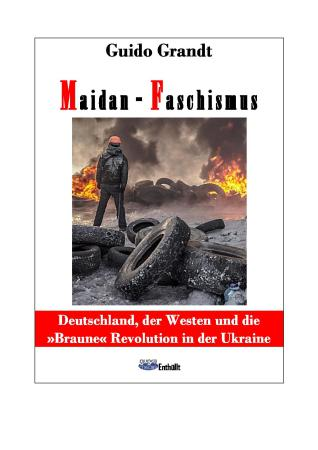 Guido Grandt
Maidan - Faschismus
Deutschland, der Westen und die
»Braune« Revolution in der Ukraine
Enthüllt